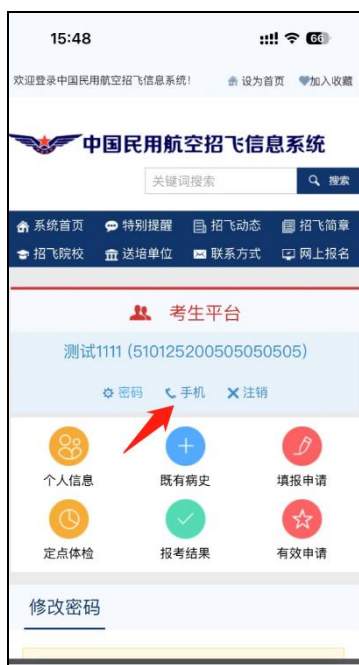 15:48
66
欢迎登录中国民用航空招飞信息系统! 设为首页 加入收藏
中国民用航空招飞信息系统
关键词搜索 搜索
系统首页 特别提醒 招飞动态 招飞简章
招飞院校 送培单位 联系方式 网上报名
考生平台
测试1111 (510125200505050505)
密码 手机 注销
个人信息 既有病史 填报申请
定点体检 报考结果 有效申请
修改密码